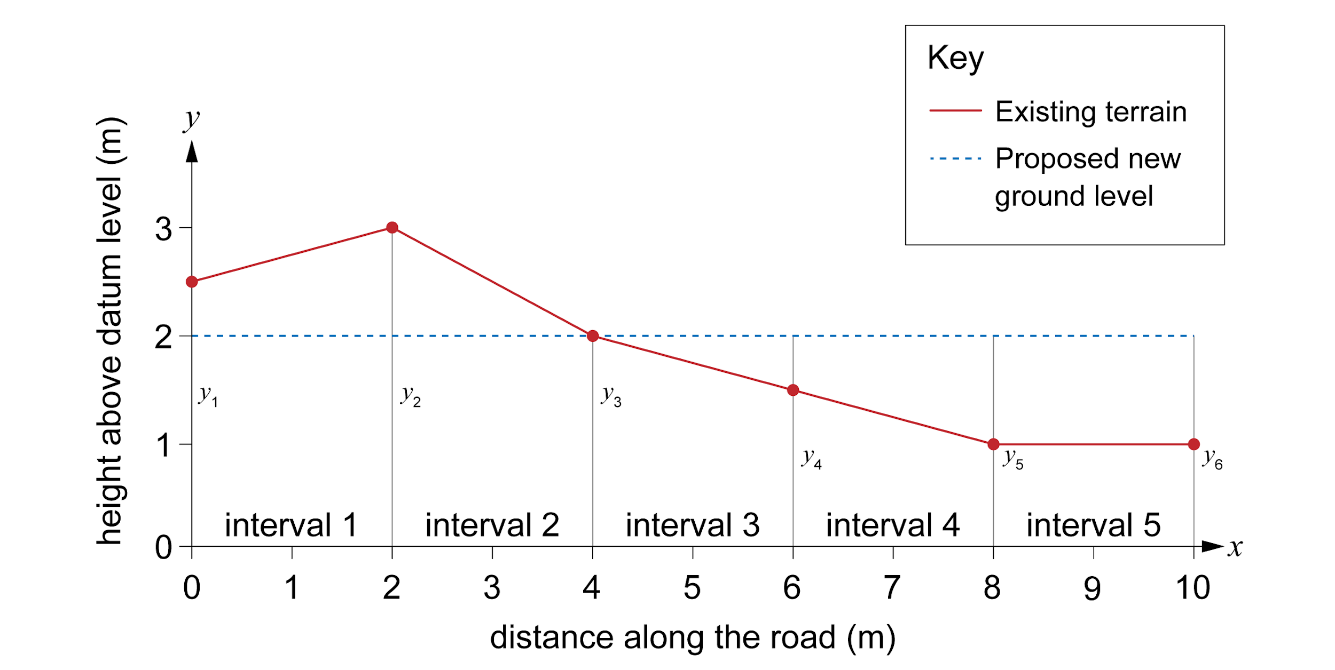 Key
Existing terrain
Proposed new
ground level
y
height above datum level (m)
3
2
1
0
y₁
y₂
y₃
y₄
y₅
y₆
interval 1 interval 2 interval 3 interval 4 interval 5
x
0 1 2 3 4 5 6 7 8 9 10
distance along the road (m)